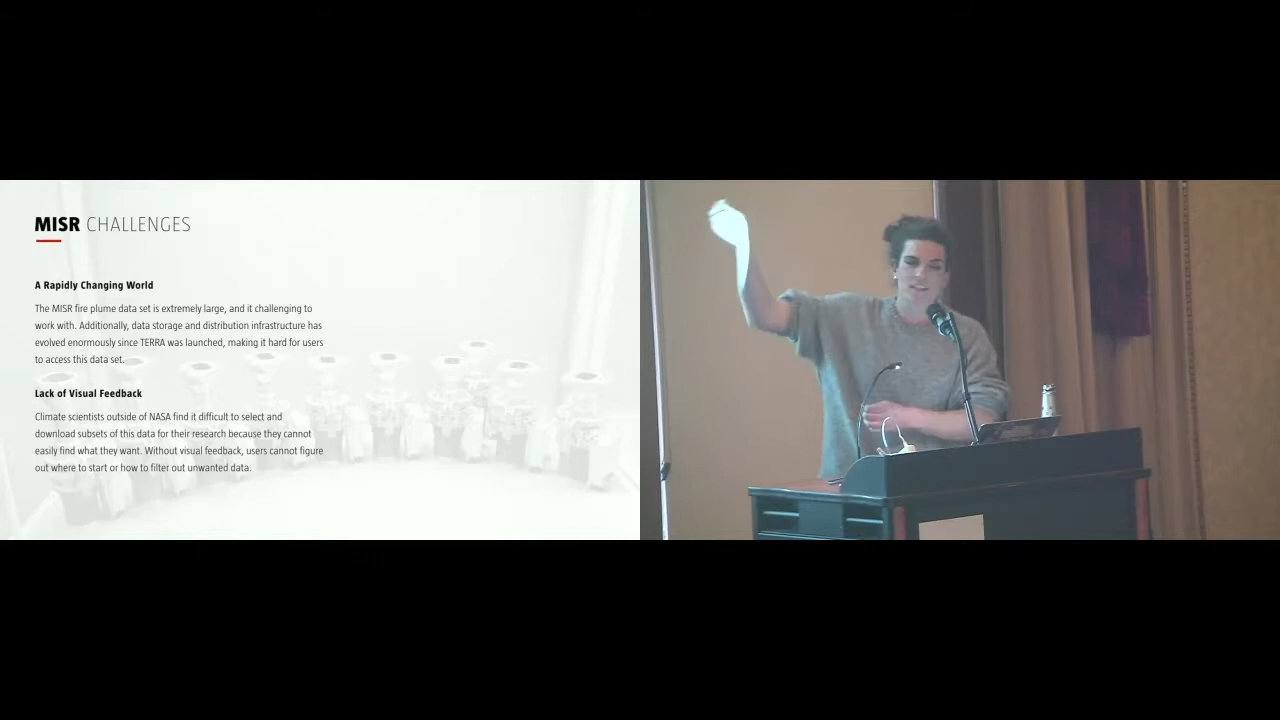 MISR CHALLENGES
A Rapidly Changing World
The MISR fire plume data set is extremely large, and it challenging to
work with. Additionally, data storage and distribution infrastructure has
evolved enormously since TERRA was launched, making it hard for users
to access this data set.
Lack of Visual Feedback
Climate scientists outside of NASA find it difficult to select and
download subsets of this data for their research because they cannot
easily find what they want. Without visual feedback, users cannot figure
out where to start or how to filter out unwanted data.